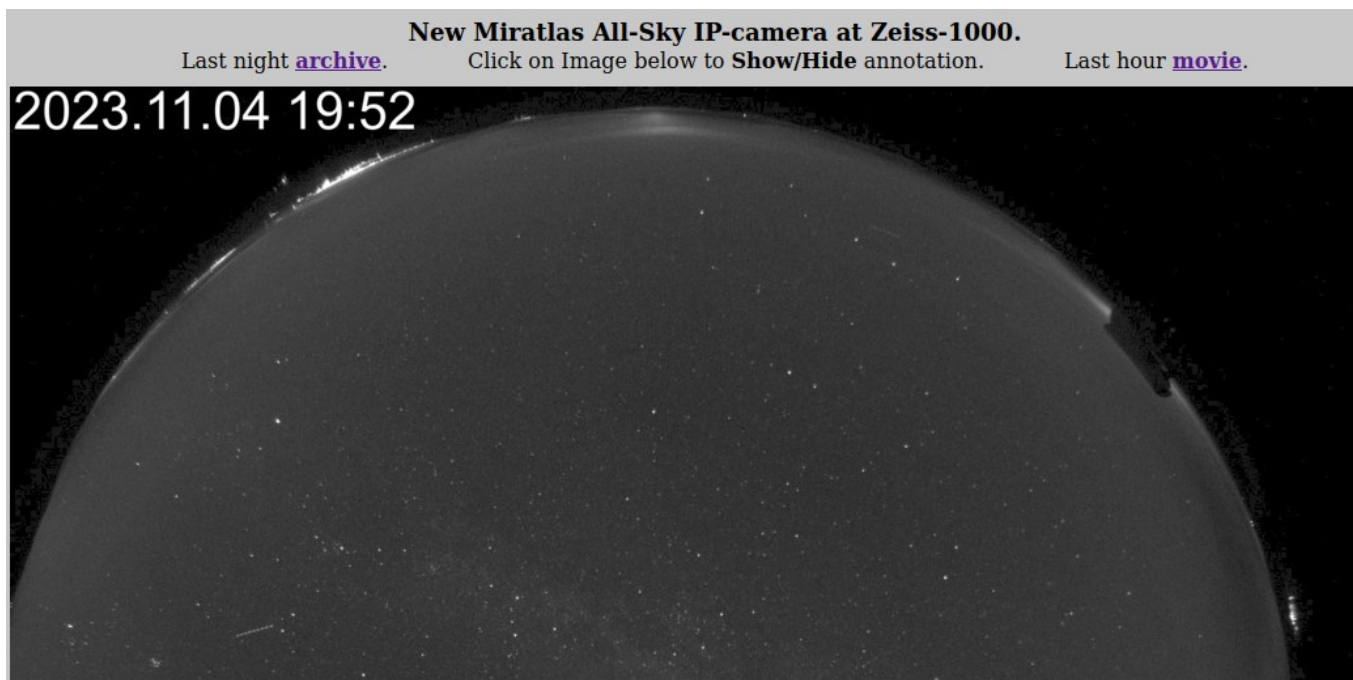 New Miratlas All-Sky IP-camera at Zeiss-1000.
Last night archive. Click on Image below to Show/Hide annotation. Last hour movie.
2023.11.04 19:52